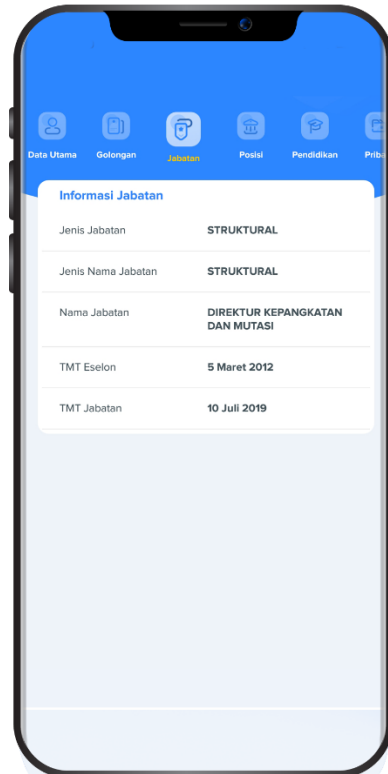 Data Utama Golongan Jabatan Posisi Pendidikan Priba
Informasi Jabatan
Jenis Jabatan STRUKTURAL
Jenis Nama Jabatan STRUKTURAL
Nama Jabatan DIREKTUR KEPANGKATAN
DAN MUTASI
TMT Eselon 5 Maret 2012
TMT Jabatan 10 Juli 2019